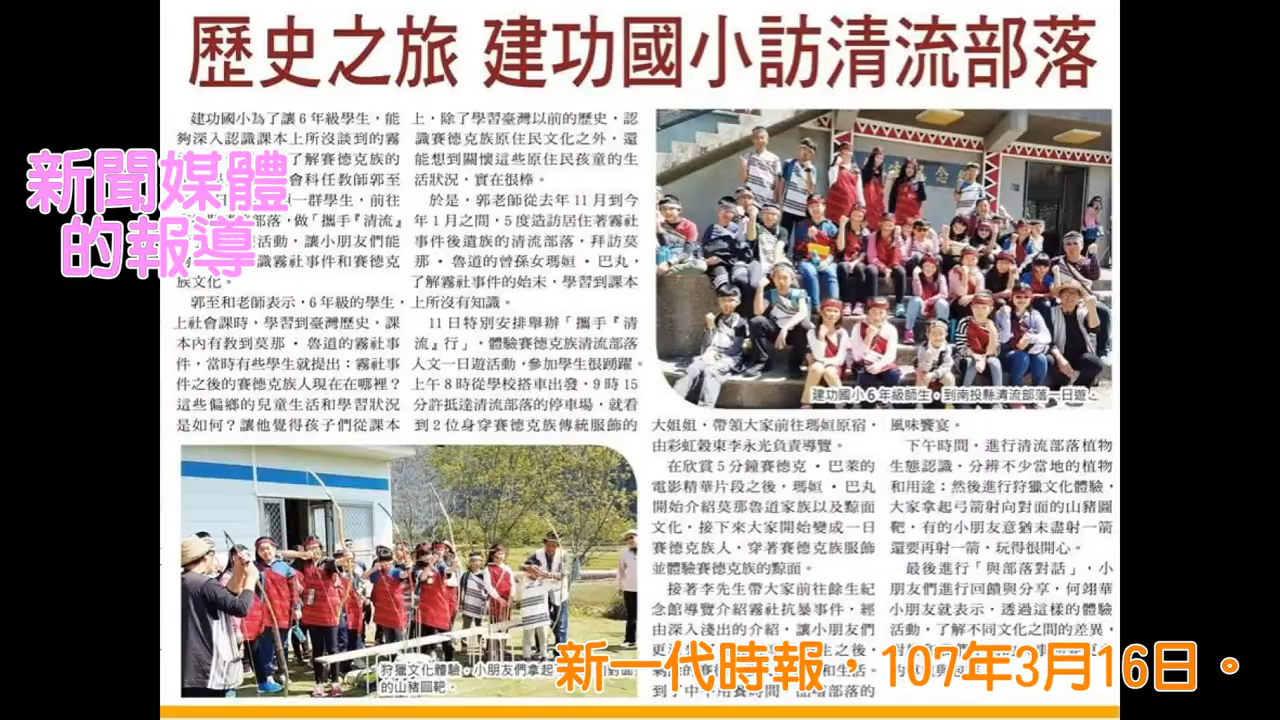 歷史之旅 建功國小訪清流部落
新聞媒體
的報導
建功國小為了讓6年級學生，能
夠深入認識課本上所沒談到的霧
了解賽德克族的
會科任教師郭至
一群學生，前往
部落，做「攜手『清流』
活動，讓小朋友們能
識霧社事件和賽德克
族文化。
郭至和老師表示，6年級的學生，
上社會課時，學習到臺灣歷史，課
本內有教到莫那·魯道的霧社事
件，當時有些學生就提出：霧社事
件之後的賽德克族人現在在哪裡？
這些偏鄉的兒童生活和學習狀況
是如何？讓他覺得孩子們從課本
上，除了學習臺灣以前的歷史，認
識賽德克族原住民文化之外，還
能想到關懷這些原住民孩童的生
活狀況，實在很棒。
於是，郭老師從去年11月到今
年1月之間，5度造訪居住著霧社
事件後遺族的清流部落，拜訪莫
那·魯道的曾孫女瑪姮·巴丸，
了解霧社事件的始末，學習到課本
上所沒有知識。
11日特別安排舉辦「攜手『清
流』行」，體驗賽德克族清流部落
人文一日遊活動，參加學生很踴躍。
上午8時從學校搭車出發，9時15
分許抵達清流部落的停車場，就看
到2位身穿賽德克族傳統服飾的
建功國小6年級師生，到南投縣清流部落一日遊。
大姐姐，帶領大家前往瑪姮原宿，
由彩虹穀東李永光負責導覽。
在欣賞5分鐘賽德克·巴萊的
電影精華片段之後，瑪姮·巴丸
開始介紹莫那魯道家族以及黥面
文化，接下來大家開始變成一日
賽德克族人，穿著賽德克族服飾
並體驗賽德克族的黥面。
接著李先生帶大家前往餘生紀
念館導覽介紹霧社抗暴事件，經
由深入淺出的介紹，讓小朋友們
風味饗宴。
下午時間，進行清流部落植物
生態認識，分辨不少當地的植物
和用途；然後進行狩獵文化體驗，
大家拿起弓箭射向對面的山豬圖
靶，有的小朋友意猶未盡射一箭
還要再射一箭，玩得很開心。
最後進行「與部落對話」，小
朋友們進行回饋與分享，何翊華
小朋友就表示，透過這樣的體驗
活動，了解不同文化之間的差異，
狩獵文化體驗，小朋友們拿起
對面
的山豬圖靶。
新一代時報，107年3月16日。